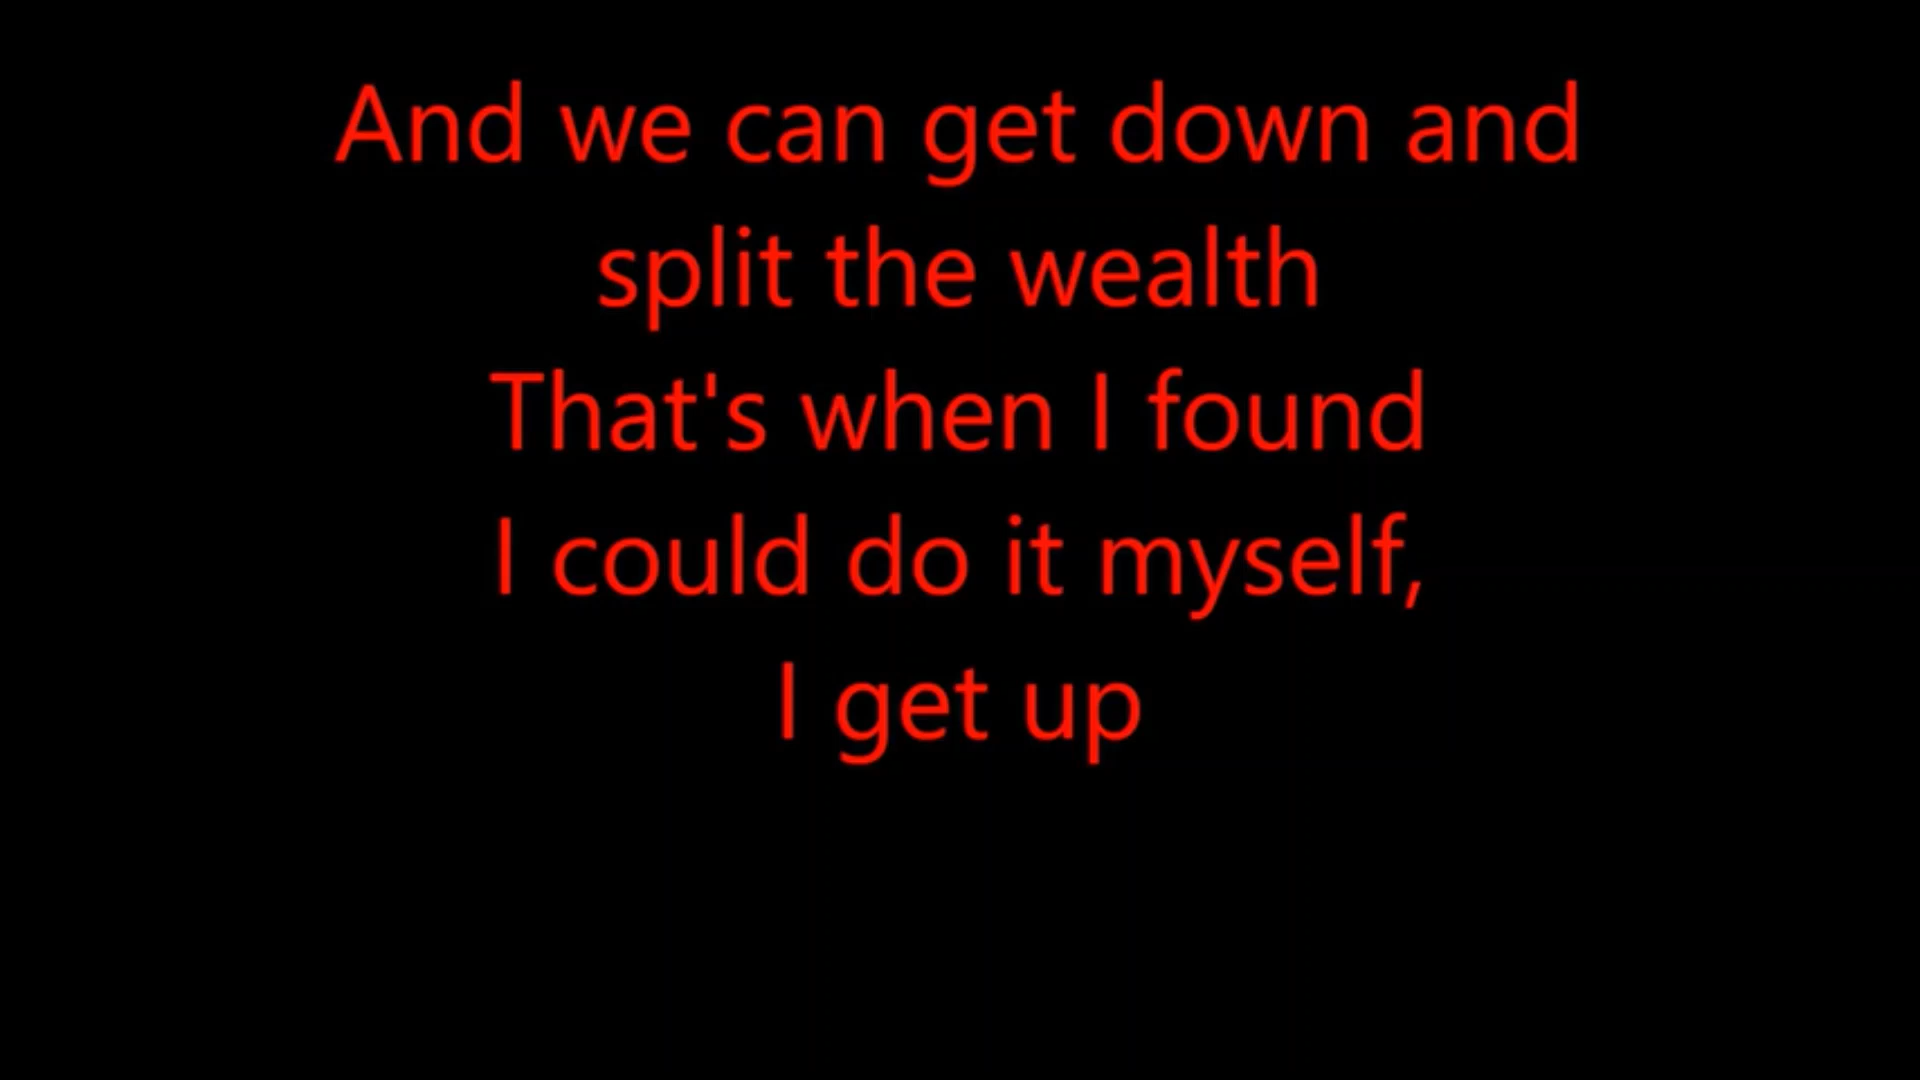 And we can get down and
split the wealth
That's when I found
I could do it myself,
I get up